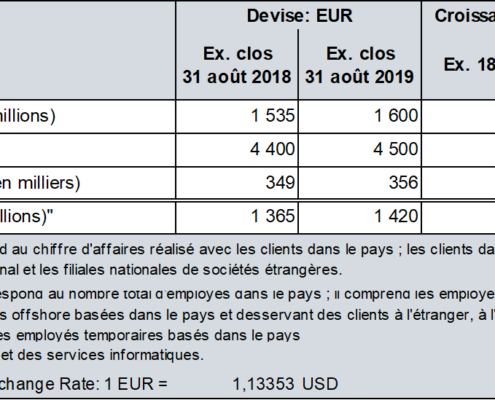 Devise: EUR Croissa
Ex. clos Ex. clos
31 août 2018 31 août 2019 Ex. 18
illions) 1 535 1 600
4 400 4 500
en milliers) 349 356
llions)" 1 365 1 420
d au chiffre d'affaires réalisé avec les clients dans le pays ; les clients da
nal et les filiales nationales de sociétés étrangères.
espond au nombre total d'employés dans le pays ; il comprend les employe
s offshore basées dans le pays et desservant des clients à l'étranger, à l'
es employés temporaires basés dans le pays
et des services informatiques.
change Rate: 1 EUR = 1,13353 USD